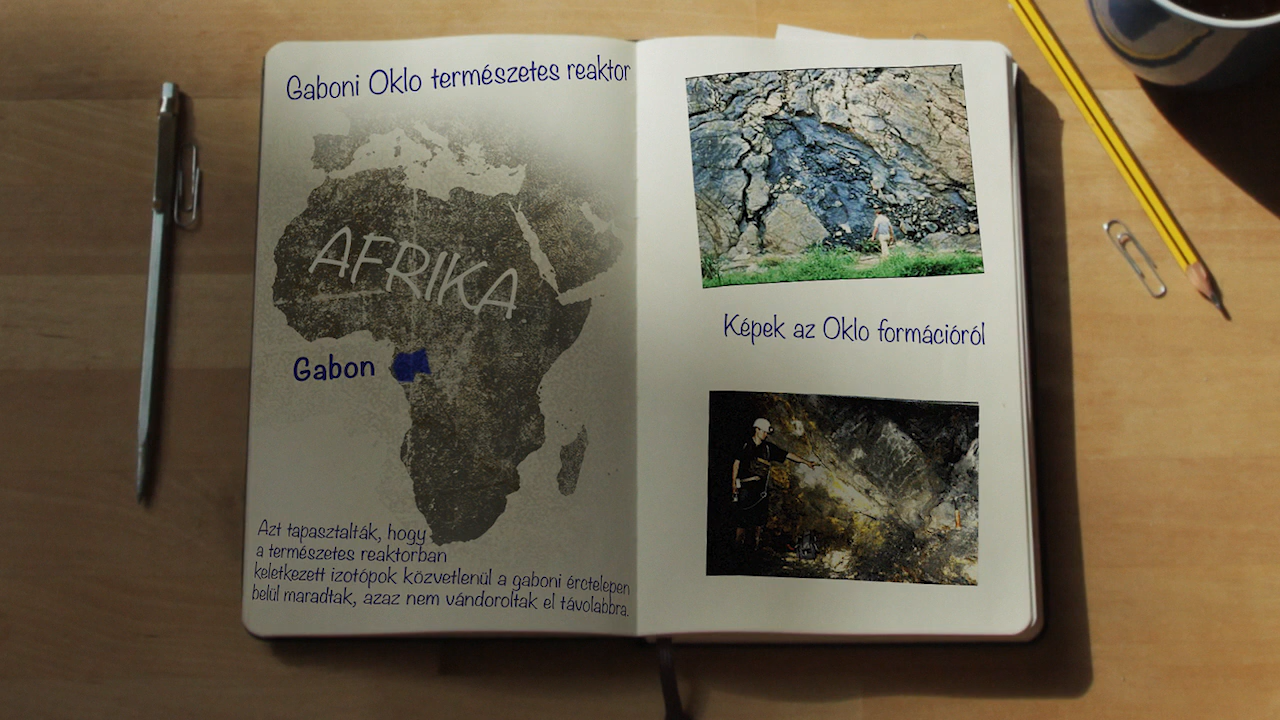 Gaboni Oklo természetes reaktor
AFRIKA
Gabon
Azt tapasztalták, hogy
a természetes reaktorban
keletkezett izotópok közvetlenül a gaboni érctelepen
belül maradtak, azaz nem vándoroltak el távolabbra.
Képek az Oklo formációról